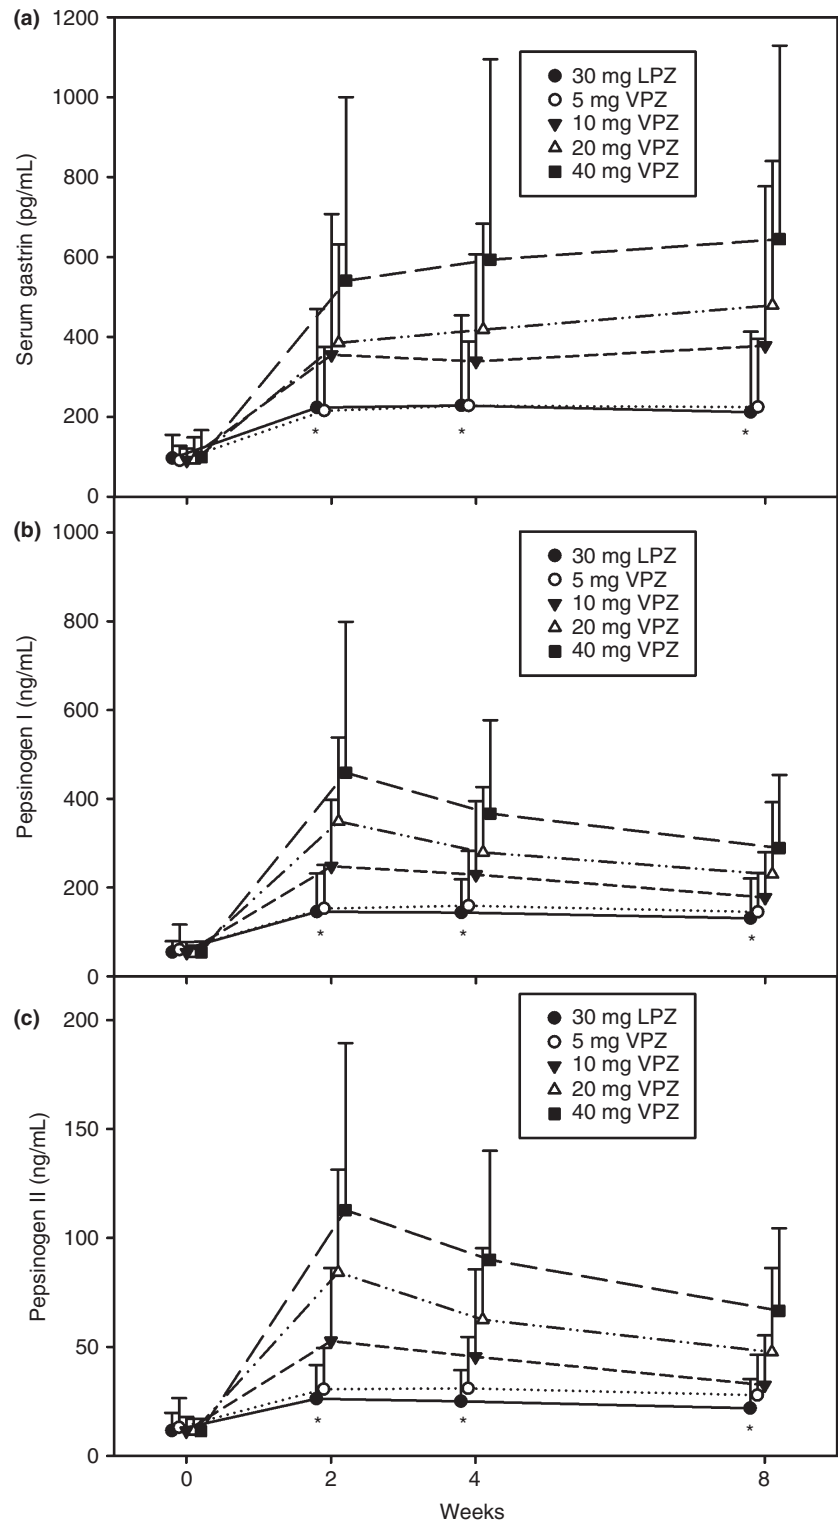 (a)
1200
1000
800
600
400
200
0
Serum gastrin (pg/mL)
30 mg LPZ
5 mg VPZ
10 mg VPZ
20 mg VPZ
40 mg VPZ
*
*
*
(b)
1000
800
600
400
200
0
Pepsinogen I (ng/mL)
30 mg LPZ
5 mg VPZ
10 mg VPZ
20 mg VPZ
40 mg VPZ
*
*
*
(c)
200
150
100
50
0
Pepsinogen II (ng/mL)
30 mg LPZ
5 mg VPZ
10 mg VPZ
20 mg VPZ
40 mg VPZ
*
*
*
0 2 4 8
Weeks